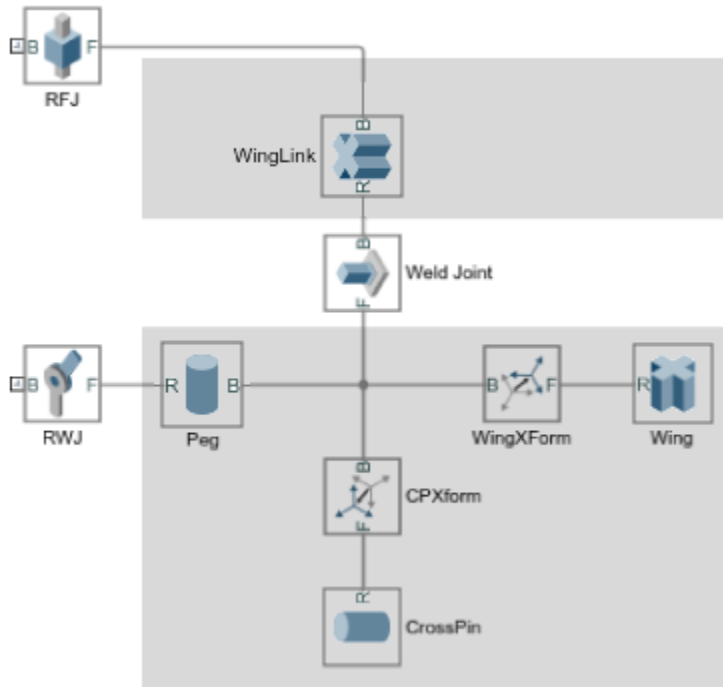 B F
RFJ
B
WingLink
R
B
Weld Joint
F
B F
RWJ
R B
Peg
B F
WingXForm
R
Wing
B
CPXform
F
R
CrossPin